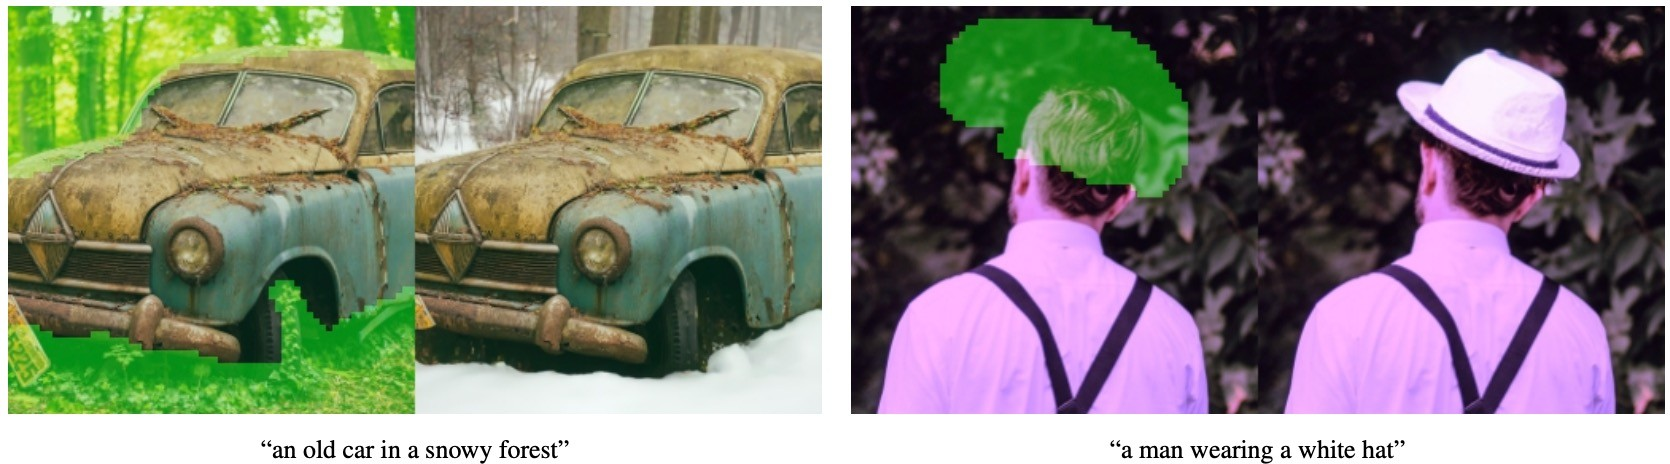 “an old car in a snowy forest”
“a man wearing a white hat”